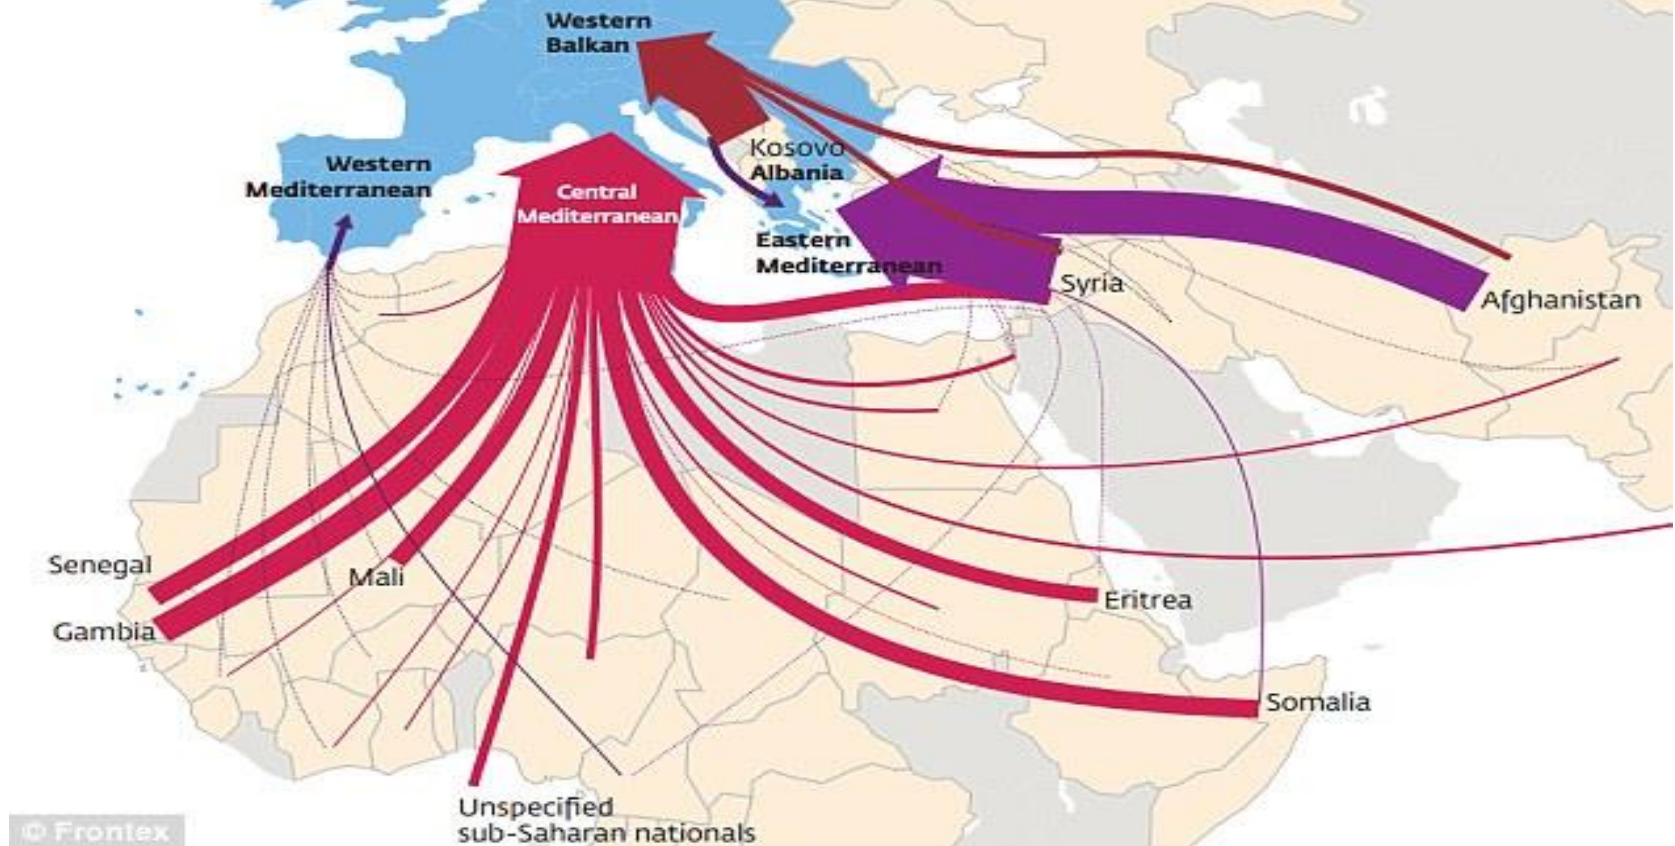 Western
Balkan
Western
Mediterranean
Central
Mediterranean
Kosovo
Albania
Eastern
Mediterranean
Syria
Afghanistan
Senegal
Mali
Gambia
Eritrea
Somalia
Unspecified
sub-Saharan nationals
© Frontex